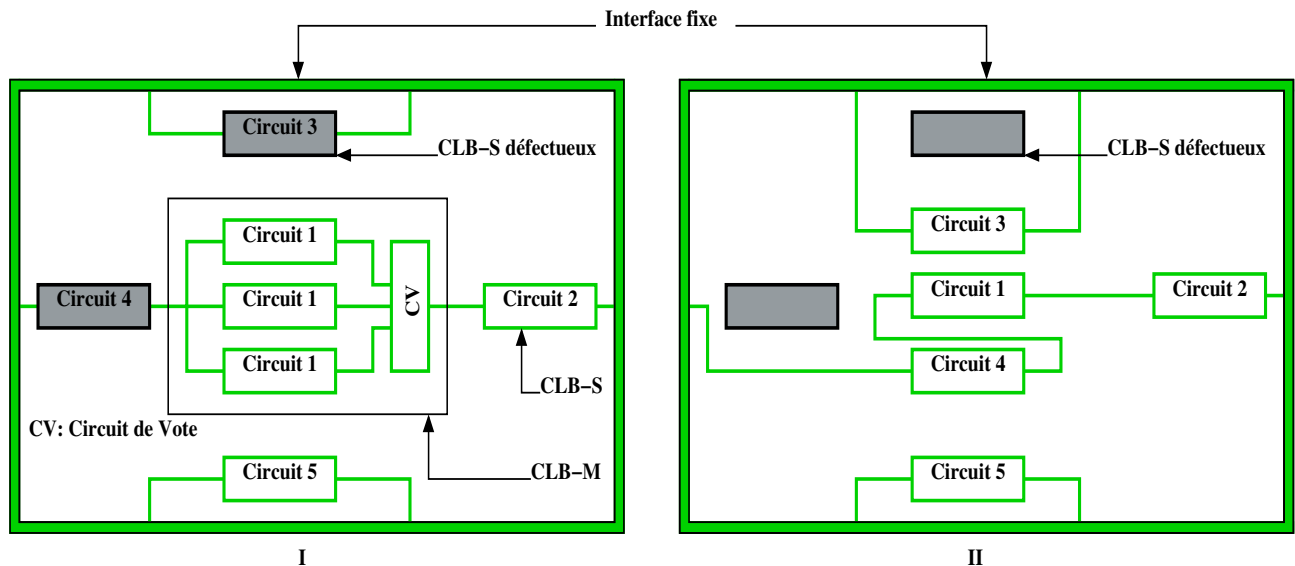 Interface fixe
Circuit 3
CLB-S défectueux
Circuit 1
Circuit 4
Circuit 1
CV
Circuit 2
Circuit 1
CLB-S
CV: Circuit de Vote
Circuit 5
CLB-M
I
CLB-S défectueux
Circuit 3
Circuit 1
Circuit 2
Circuit 4
Circuit 5
II